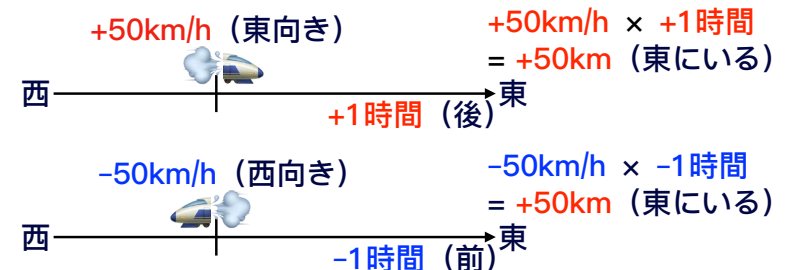 +50km/h（東向き）
+50km/h × +1時間
= +50km（東にいる）
西
東
+1時間（後）
-50km/h（西向き）
-50km/h × -1時間
= +50km（東にいる）
西
東
-1時間（前）